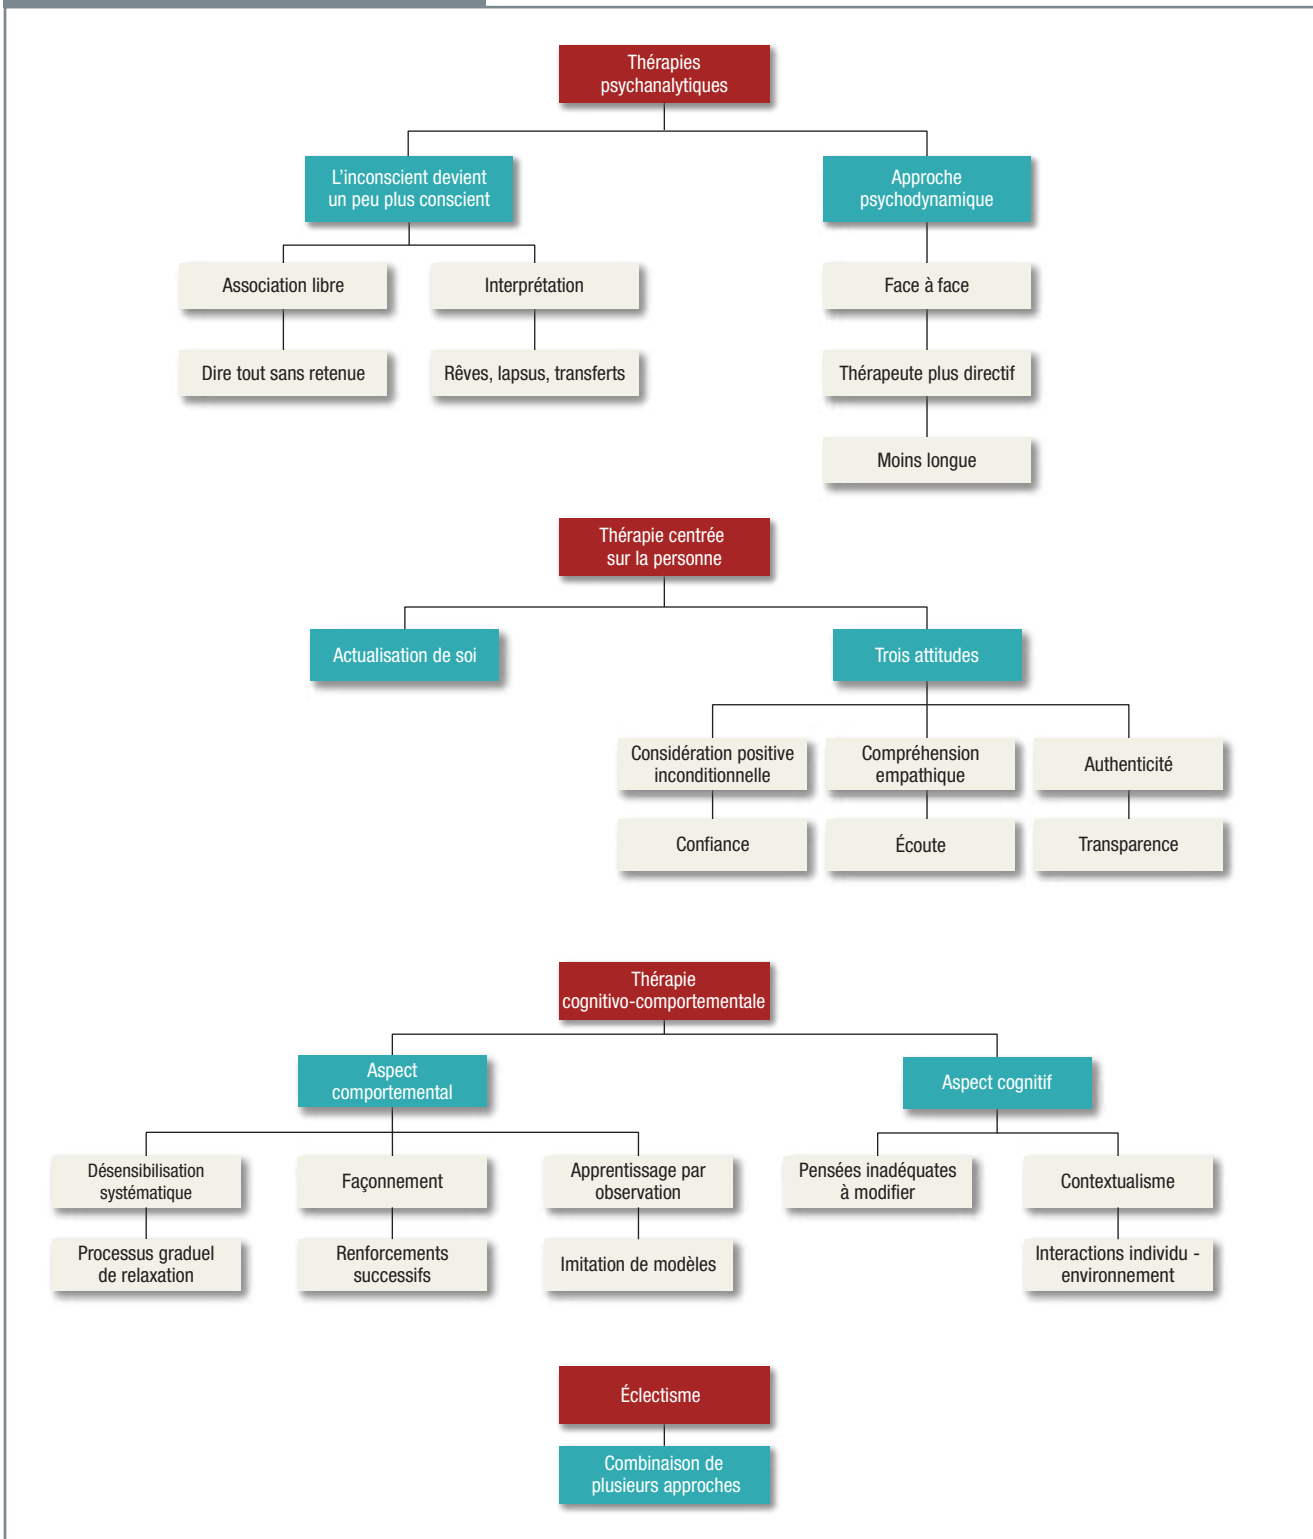 Thérapies
psychanalytiques
L'inconscient devient
un peu plus conscient
Approche
psychodynamique
Association libre
Interprétation
Face à face
Dire tout sans retenue
Rêves, lapsus, transferts
Thérapeute plus directif
Moins longue
Thérapie centrée
sur la personne
Actualisation de soi
Trois attitudes
Considération positive
inconditionnelle
Compréhension
empathique
Authenticité
Confiance
Écoute
Transparence
Thérapie
cognitivo-comportementale
Aspect
comportemental
Aspect cognitif
Désensibilisation
systématique
Façonnement
Apprentissage par
observation
Pensées inadéquates
à modifier
Contextualisme
Processus graduel
de relaxation
Renforcements
successifs
Imitation de modèles
Interactions individu -
environnement
Éclectisme
Combinaison de
plusieurs approches